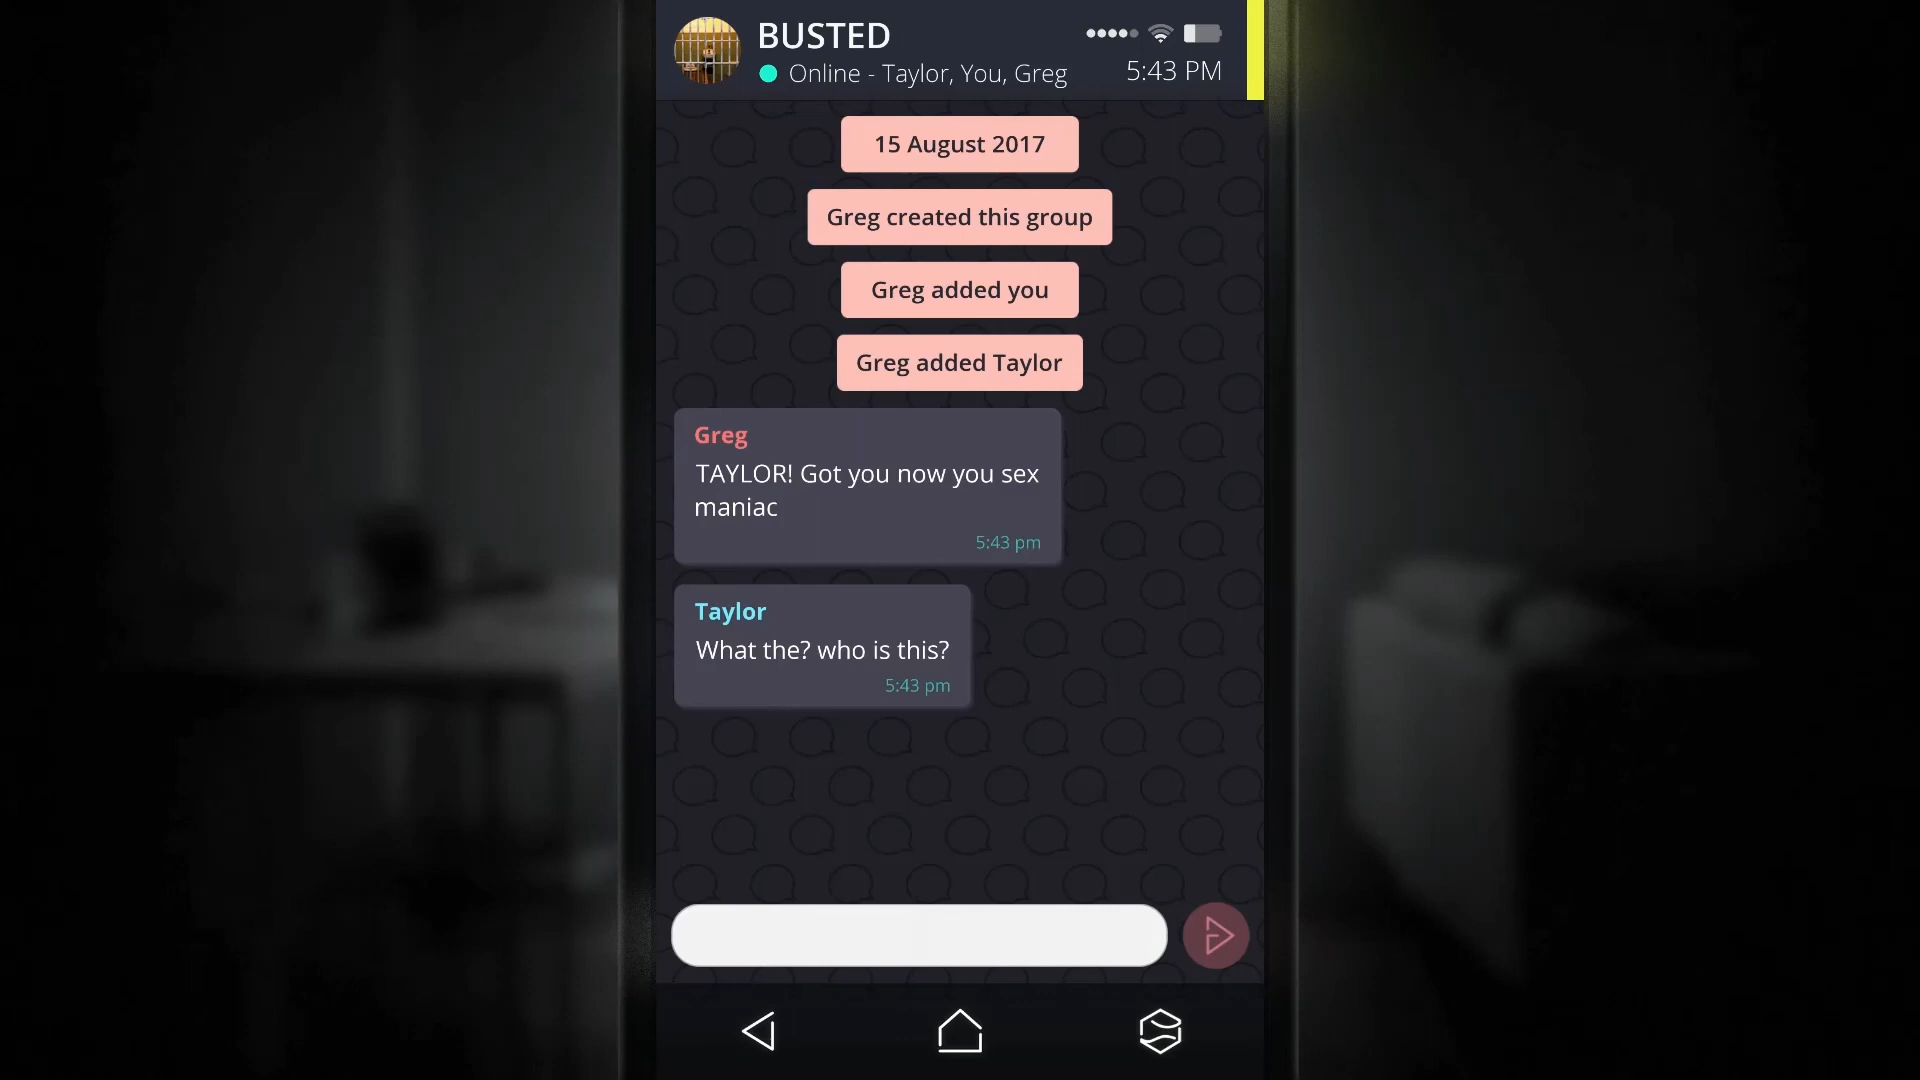 BUSTED
Online - Taylor, You, Greg
5:43 PM
15 August 2017
Greg created this group
Greg added you
Greg added Taylor
Greg
TAYLOR! Got you now you sex
maniac
5:43 pm
Taylor
What the? who is this?
5:43 pm